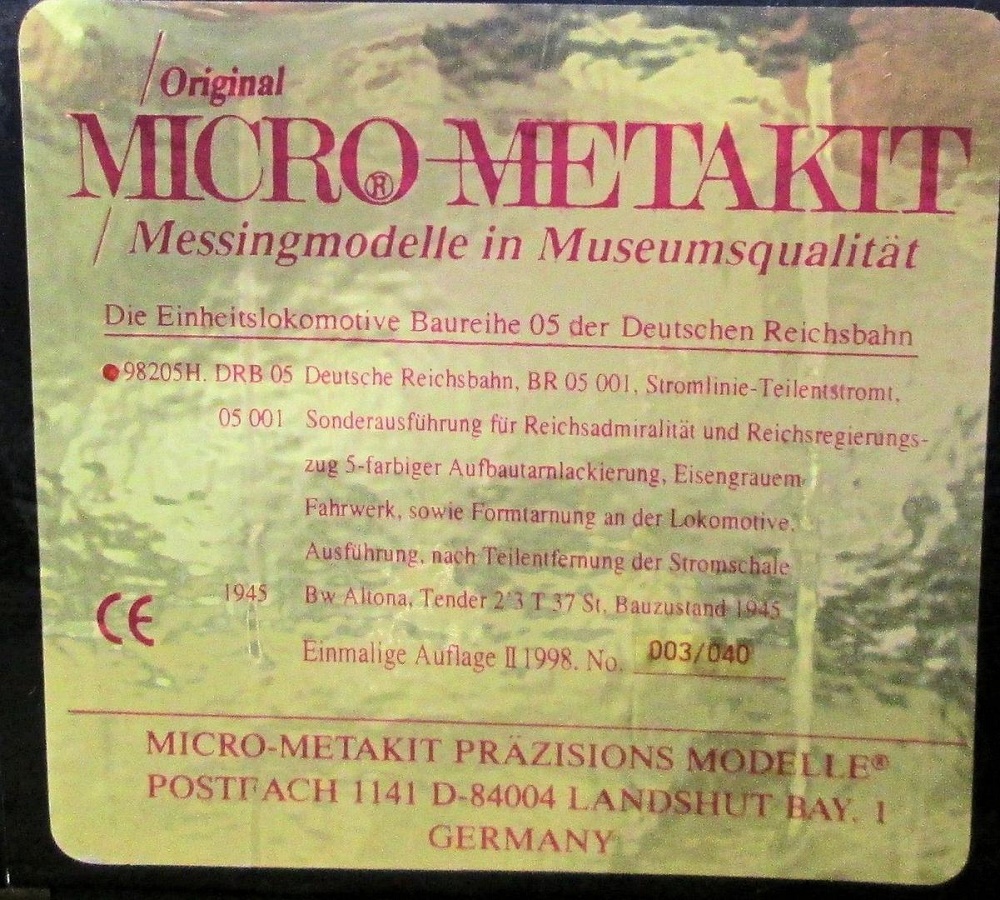 Original
MICRO®-METAKIT
Messingmodelle in Museumsqualität
Die Einheitslokomotive Baureihe 05 der Deutschen Reichsbahn
98205H. DRB 05 Deutsche Reichsbahn, BR 05 001, Stromlinie-Teilentstromt,
05 001 Sonderausführung für Reichsadmiralität und Reichsregierungs-
zug 5-farbiger Aufbautarnlackierung, Eisengrauem
Fahrwerk, sowie Formtarnung an der Lokomotive.
Ausführung, nach Teilentfernung der Stromschale
CE 1945 Bw Altona, Tender 2'3 T 37 St, Bauzustand 1945
Einmalige Auflage II 1998. No. 003/040
MICRO-METAKIT PRÄZISIONS MODELLE®
POSTFACH 1141 D-84004 LANDSHUT BAY. 1
GERMANY